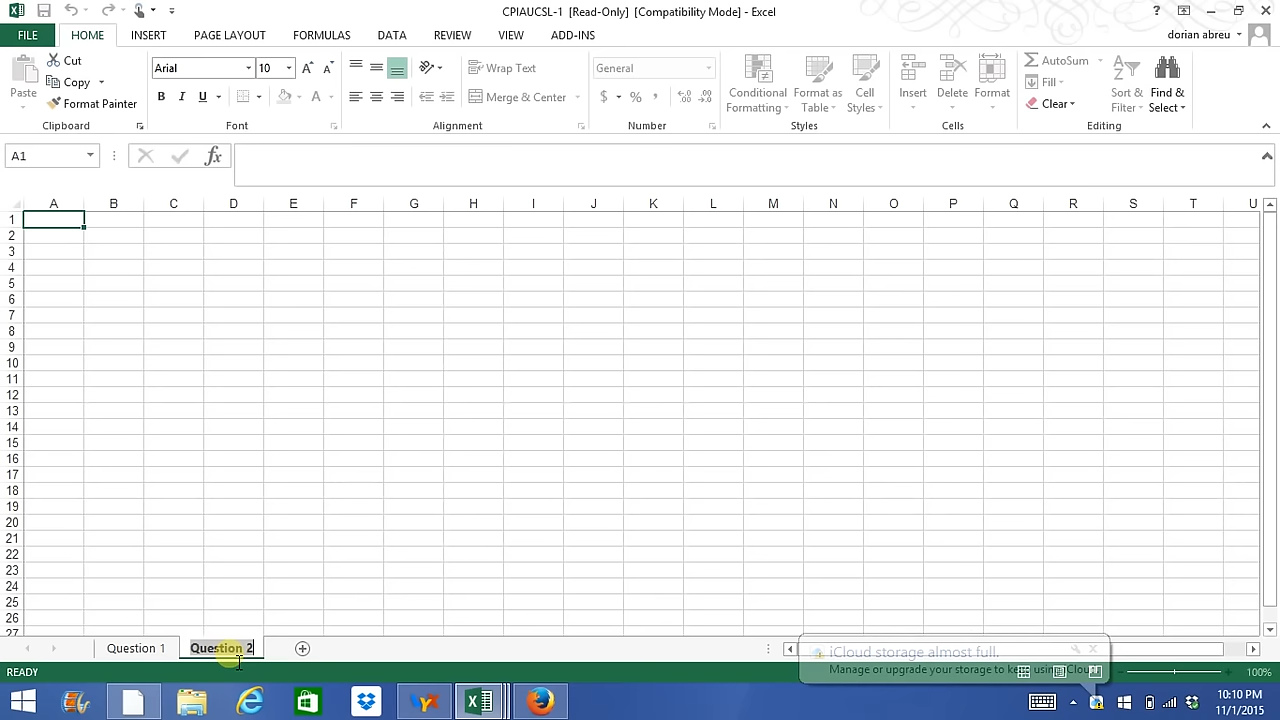 CPIAUCSL-1 [Read-Only] [Compatibility Mode] - Excel
FILE HOME INSERT PAGE LAYOUT FORMULAS DATA REVIEW VIEW ADD-INS dorian abreu
Cut
Copy
Format Painter
Paste
Clipboard
Arial 10
B I U A
Font
Wrap Text
Merge & Center
Alignment
General
$ % ,
Number
Conditional Formatting
Format as Table
Cell Styles
Styles
Insert Delete Format
Cells
AutoSum
Fill
Clear
Sort & Filter
Find & Select
Editing
A1 fx
A B C D E F G H I J K L M N O P Q R S T U
1
2
3
4
5
6
7
8
9
10
11
12
13
14
15
16
17
18
19
20
21
22
23
24
25
26
27
Question 1 Question 2
iCloud storage almost full.
Manage or upgrade your storage to keep using iCloud
READY 100%
10:10 PM
11/1/2015